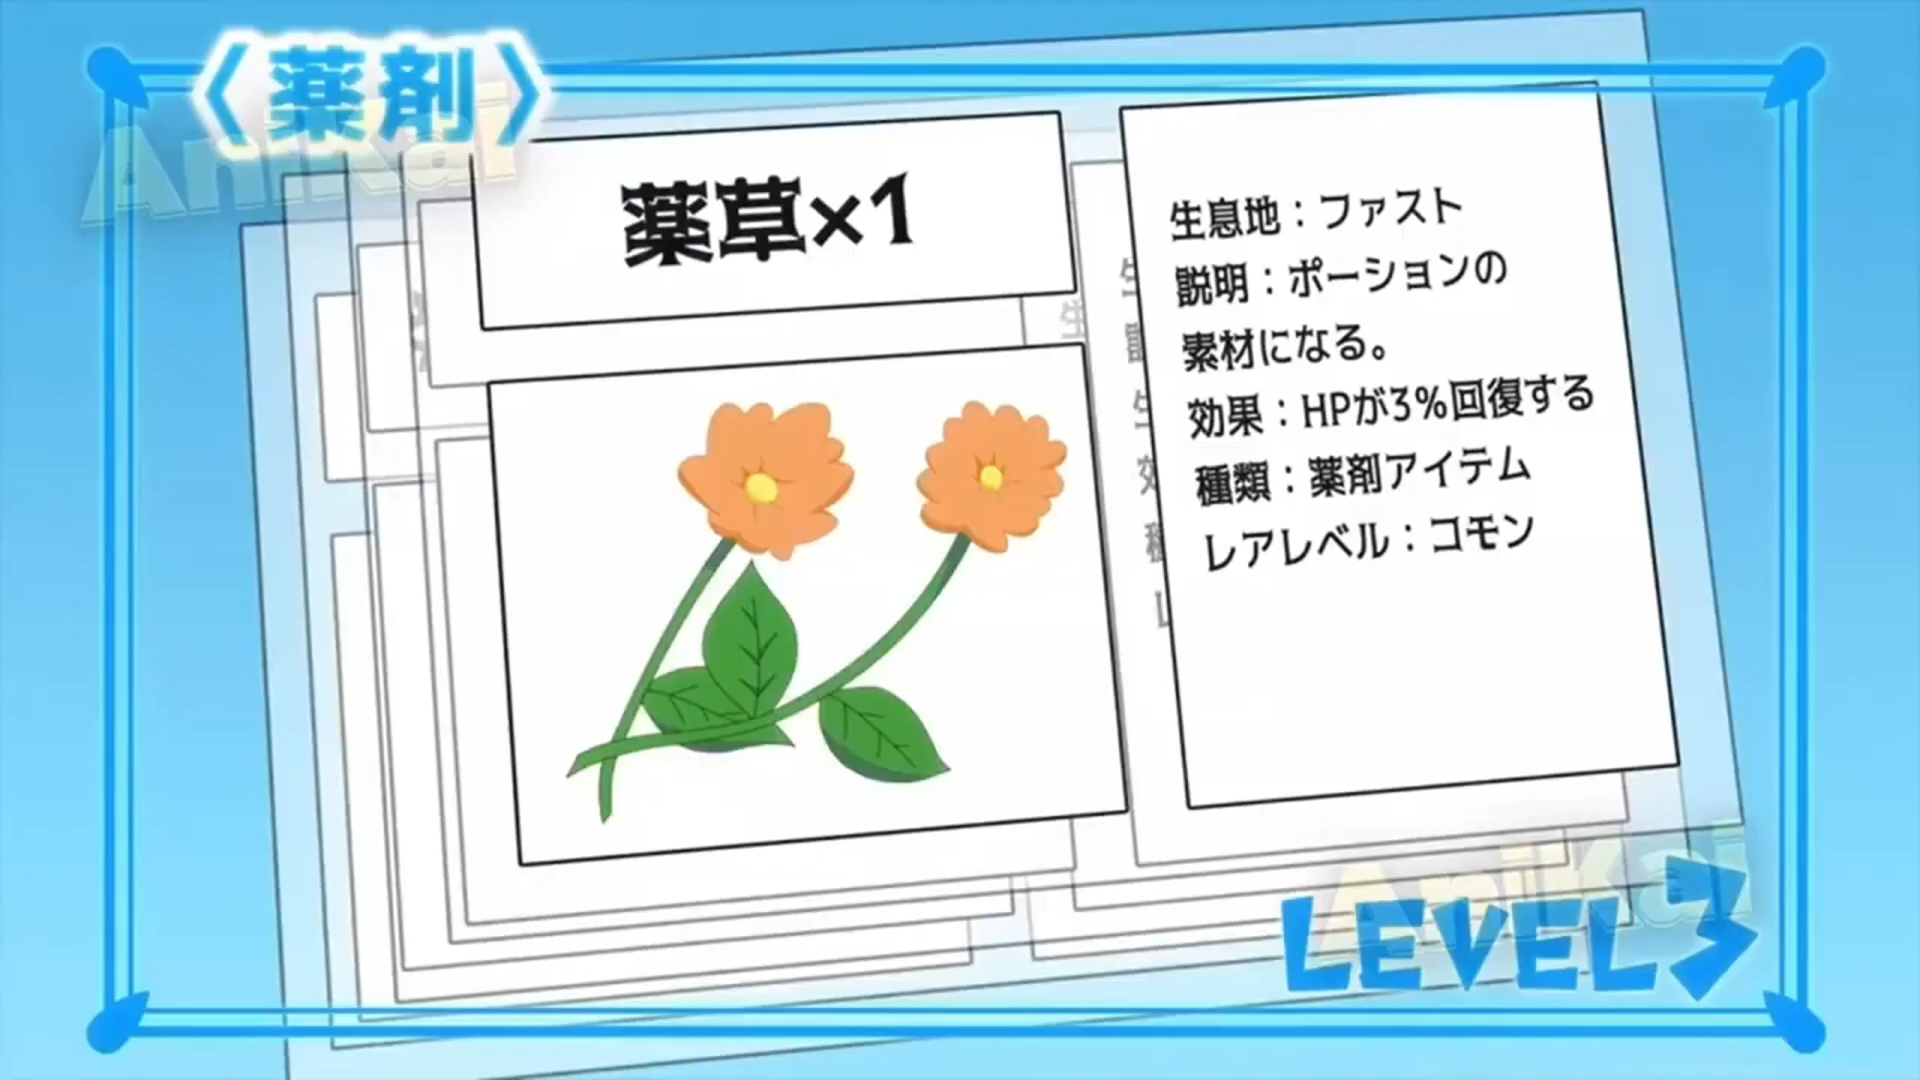 〈薬剤〉
AniKai
薬草×1
生息地：ファスト
説明：ポーションの
素材になる。
効果：HPが3%回復する
種類：薬剤アイテム
レアレベル：コモン
AniKai
LEVEL3